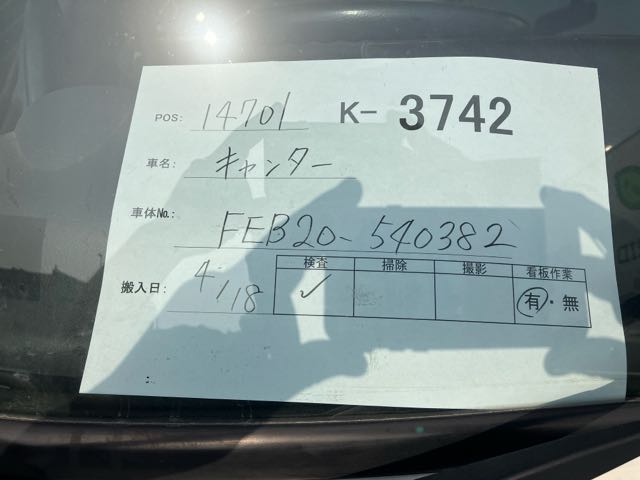 POS: 14701 K-3742
車名: キャンター
車体No.: FEB20-540382
搬入日: 4/18
検査 掃除 撮影 看板作業
✓ 有・無